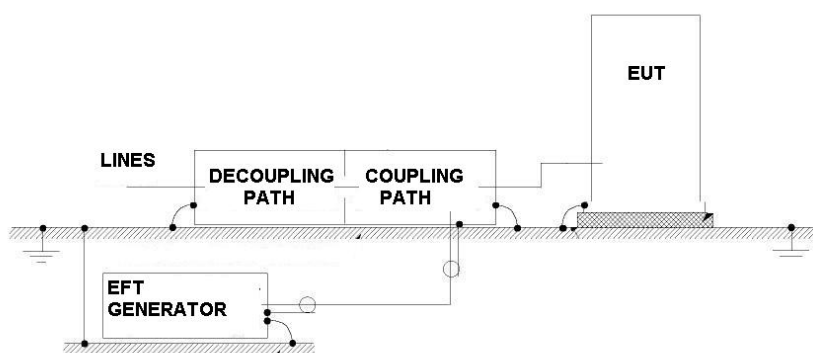 EUT
LINES
DECOUPLING
PATH
COUPLING
PATH
EFT
GENERATOR